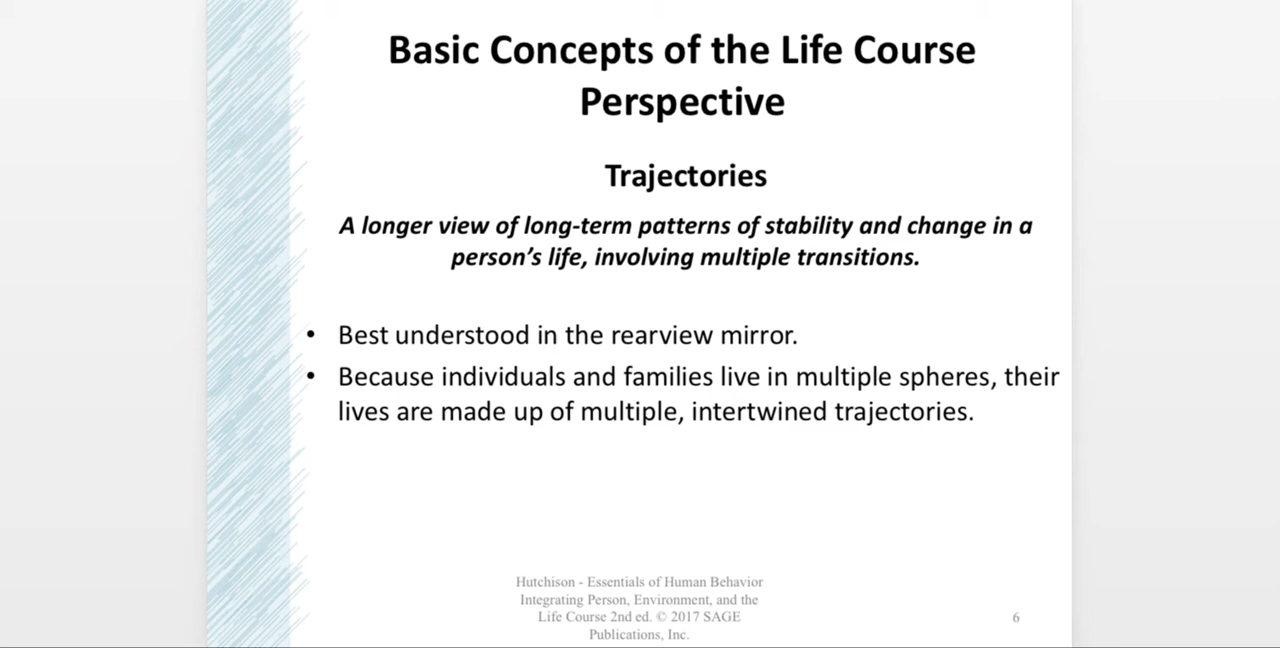 Basic Concepts of the Life Course
Perspective
Trajectories
A longer view of long-term patterns of stability and change in a
person’s life, involving multiple transitions.
• Best understood in the rearview mirror.
• Because individuals and families live in multiple spheres, their
lives are made up of multiple, intertwined trajectories.
Hutchison - Essentials of Human Behavior
Integrating Person, Environment, and the
Life Course 2nd ed. © 2017 SAGE
Publications, Inc.
6